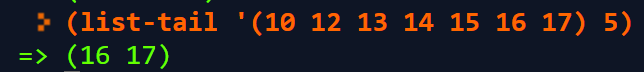 (list-tail '(10 12 13 14 15 16 17) 5)
=> (16 17)